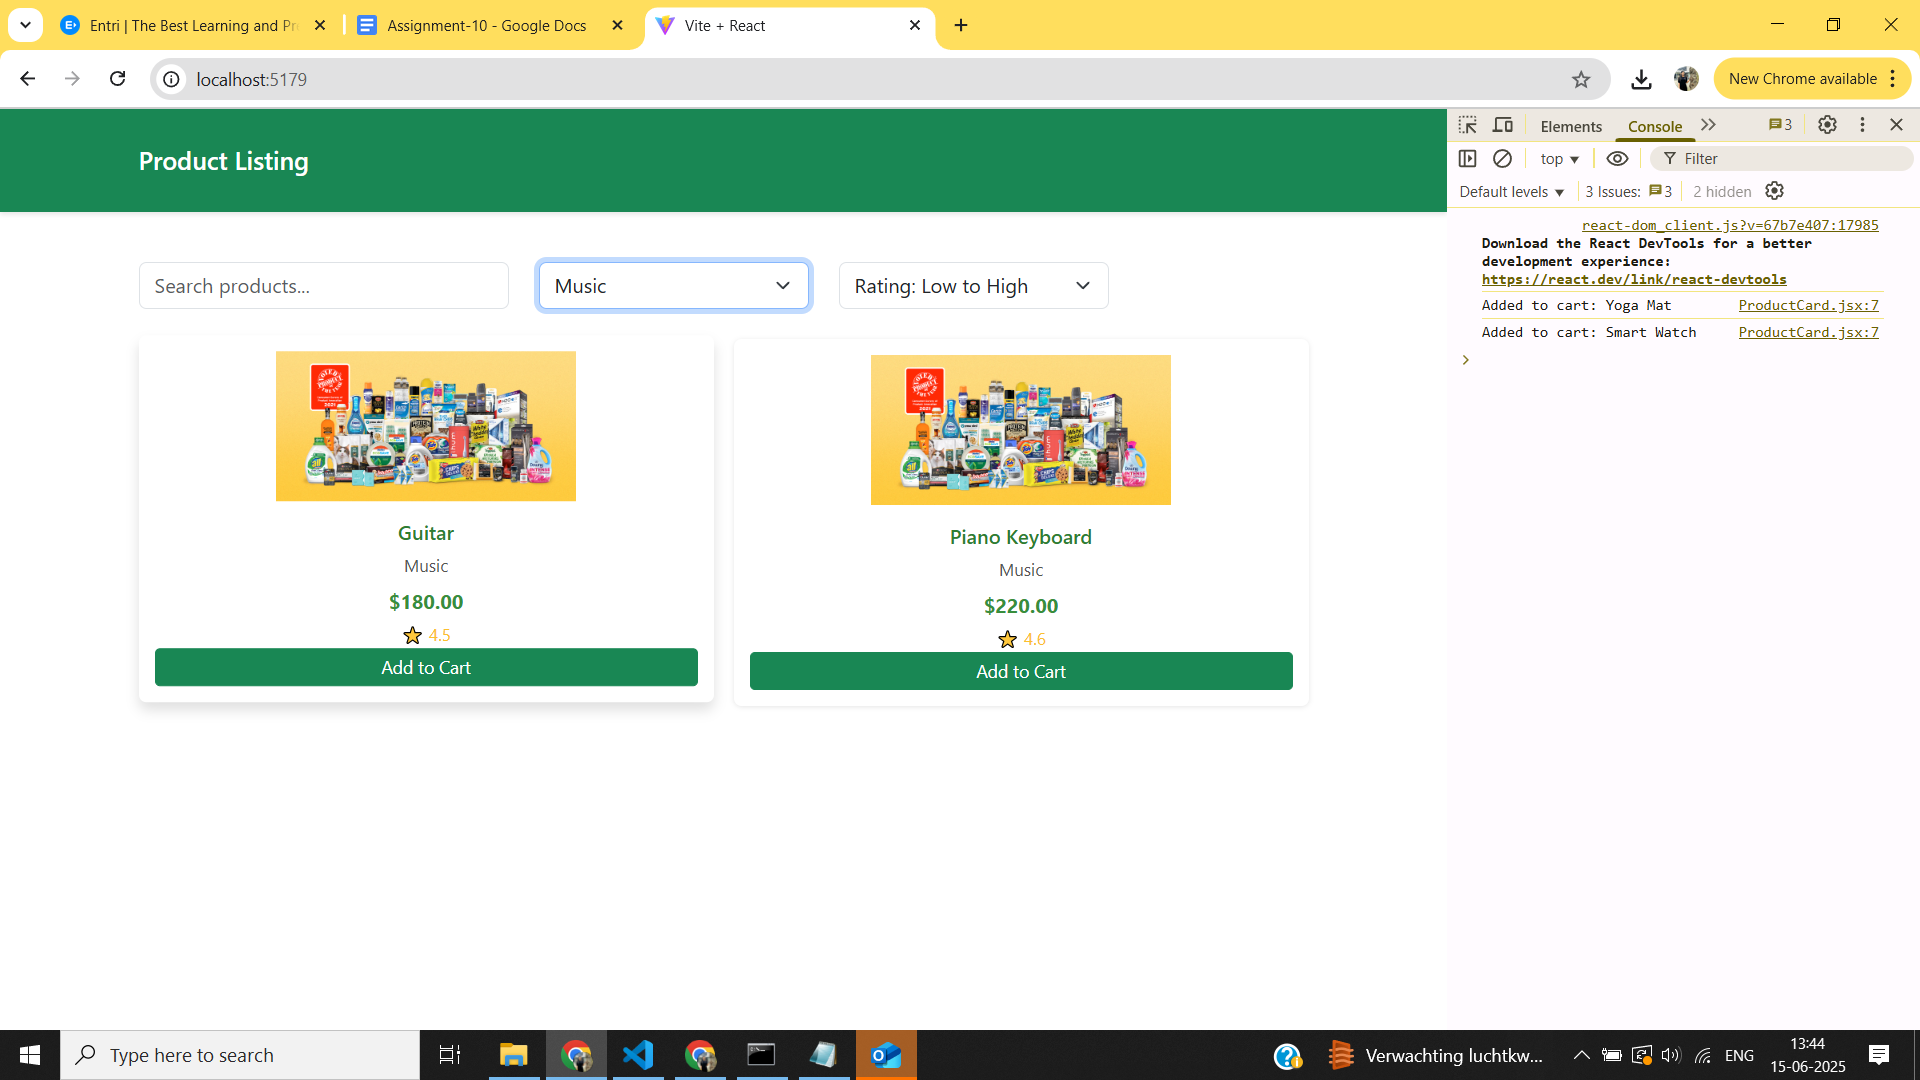 Entri | The Best Learning and Pr
Assignment-10 - Google Docs
Vite + React
localhost:5179
New Chrome available
Product Listing
Search products...
Music
Rating: Low to High
Guitar
Music
$180.00
4.5
Add to Cart
Piano Keyboard
Music
$220.00
4.6
Add to Cart
Elements
Console
3
top
Filter
Default levels
3 Issues:
3
2 hidden
react-dom_client.js?v=67b7e407:17985
Download the React DevTools for a better
development experience:
https://react.dev/link/react-devtools
Added to cart: Yoga Mat
ProductCard.jsx:7
Added to cart: Smart Watch
ProductCard.jsx:7
Type here to search
Verwachting luchtkw...
ENG
13:44
15-06-2025